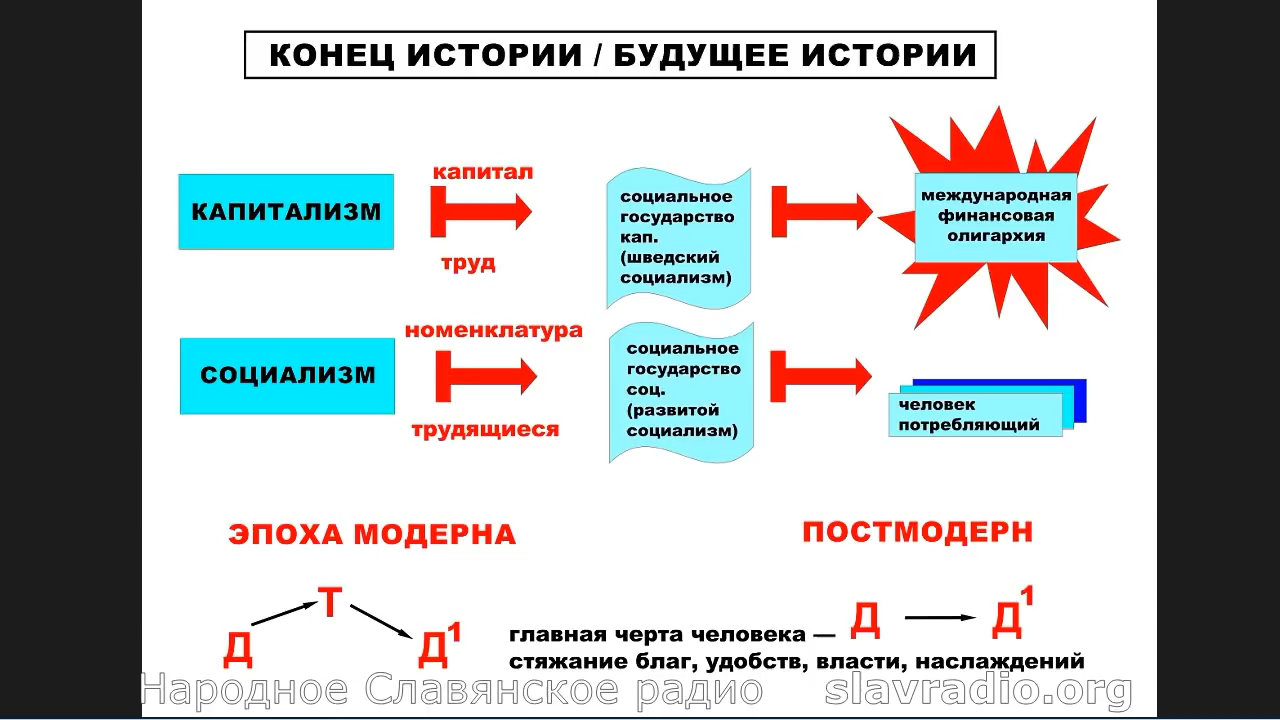 КОНЕЦ ИСТОРИИ / БУДУЩЕЕ ИСТОРИИ
КАПИТАЛИЗМ
капитал
труд
социальное
государство
кап.
(шведский
социализм)
международная
финансовая
олигархия
СОЦИАЛИЗМ
номенклатура
трудящиеся
социальное
государство
соц.
(развитой
социализм)
человек
потребляющий
ЭПОХА МОДЕРНА
ПОСТМОДЕРН
Т
Д
Д¹
Д
Д¹
главная черта человека —
стяжание благ, удобств, власти, наслаждений
Народное Славянское радио
slavradio.org